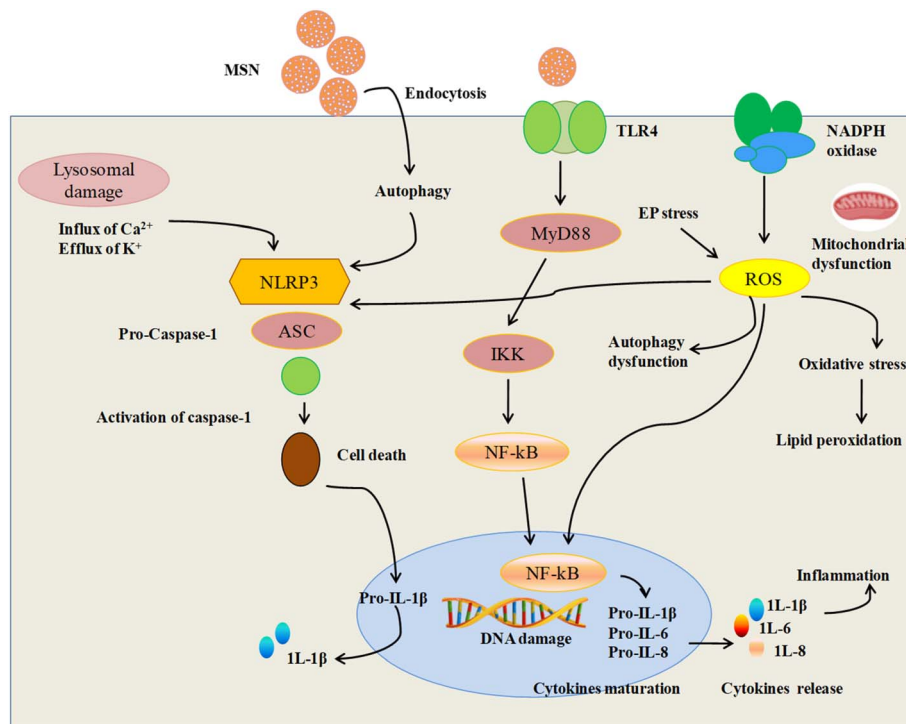 MSN
Endocytosis
TLR4
NADPH
oxidase
Lysosomal
damage
Autophagy
Influx of Ca²⁺
Efflux of K⁺
MyD88
EP stress
Mitochondrial
dysfunction
NLRP3
ROS
Pro-Caspase-1
ASC
IKK
Autophagy
dysfunction
Oxidative stress
Activation of caspase-1
Cell death
NF-kB
Lipid peroxidation
NF-kB
Inflammation
Pro-IL-1β
DNA damage
Pro-IL-1β
Pro-IL-6
Pro-IL-8
1L-1β
1L-6
1L-8
1L-1β
Cytokines maturation
Cytokines release